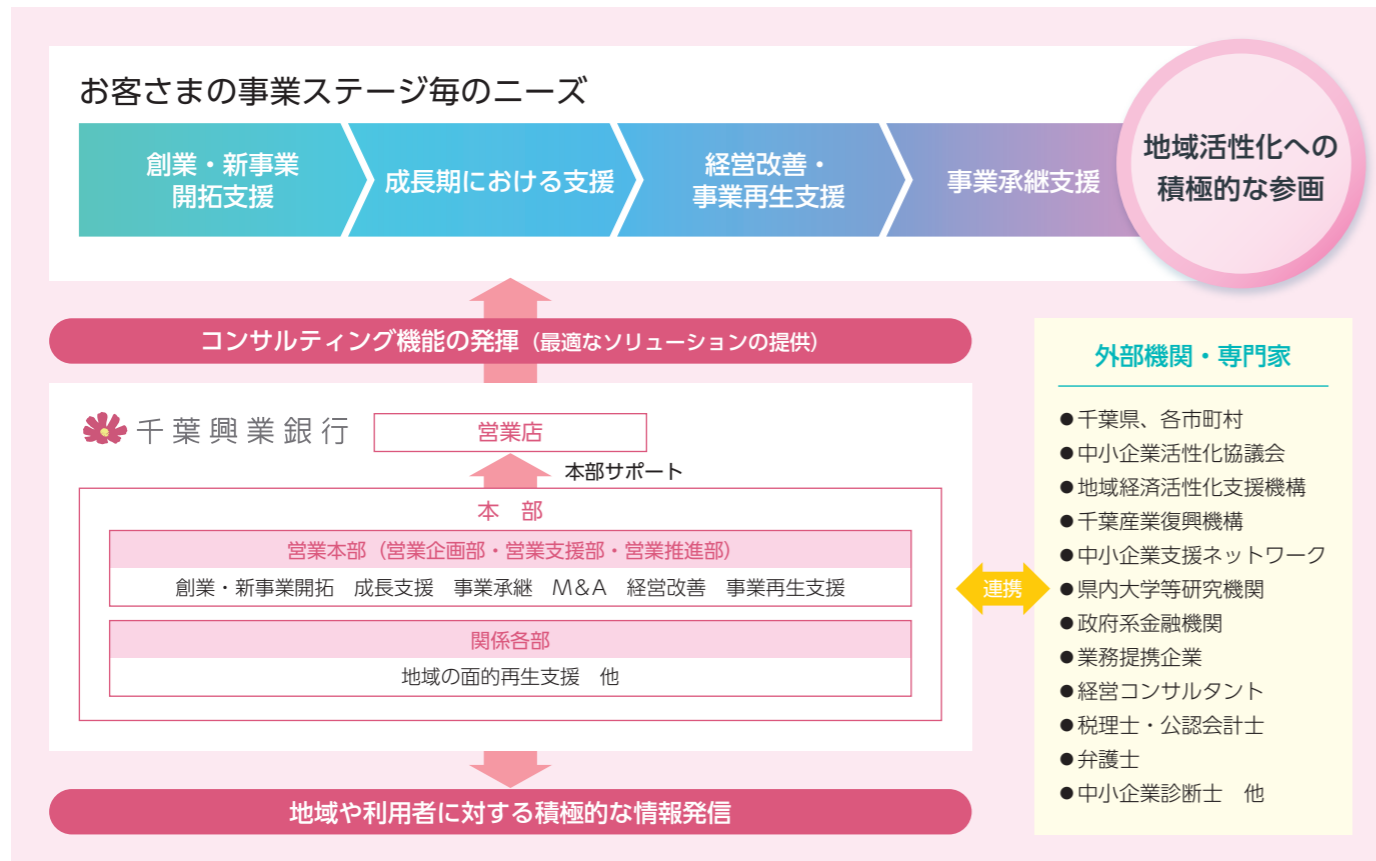 お客さまの事業ステージ毎のニーズ
創業・新事業
開拓支援
成長期における支援
経営改善・
事業再生支援
事業承継支援
地域活性化への
積極的な参画
コンサルティング機能の発揮（最適なソリューションの提供）
千葉興業銀行
営業店
本部サポート
本　部
営業本部（営業企画部・営業支援部・営業推進部）
創業・新事業開拓　成長支援　事業承継　M&A　経営改善　事業再生支援
関係各部
地域の面的再生支援　他
地域や利用者に対する積極的な情報発信
連携
外部機関・専門家
●千葉県、各市町村
●中小企業活性化協議会
●地域経済活性化支援機構
●千葉産業復興機構
●中小企業支援ネットワーク
●県内大学等研究機関
●政府系金融機関
●業務提携企業
●経営コンサルタント
●税理士・公認会計士
●弁護士
●中小企業診断士　他